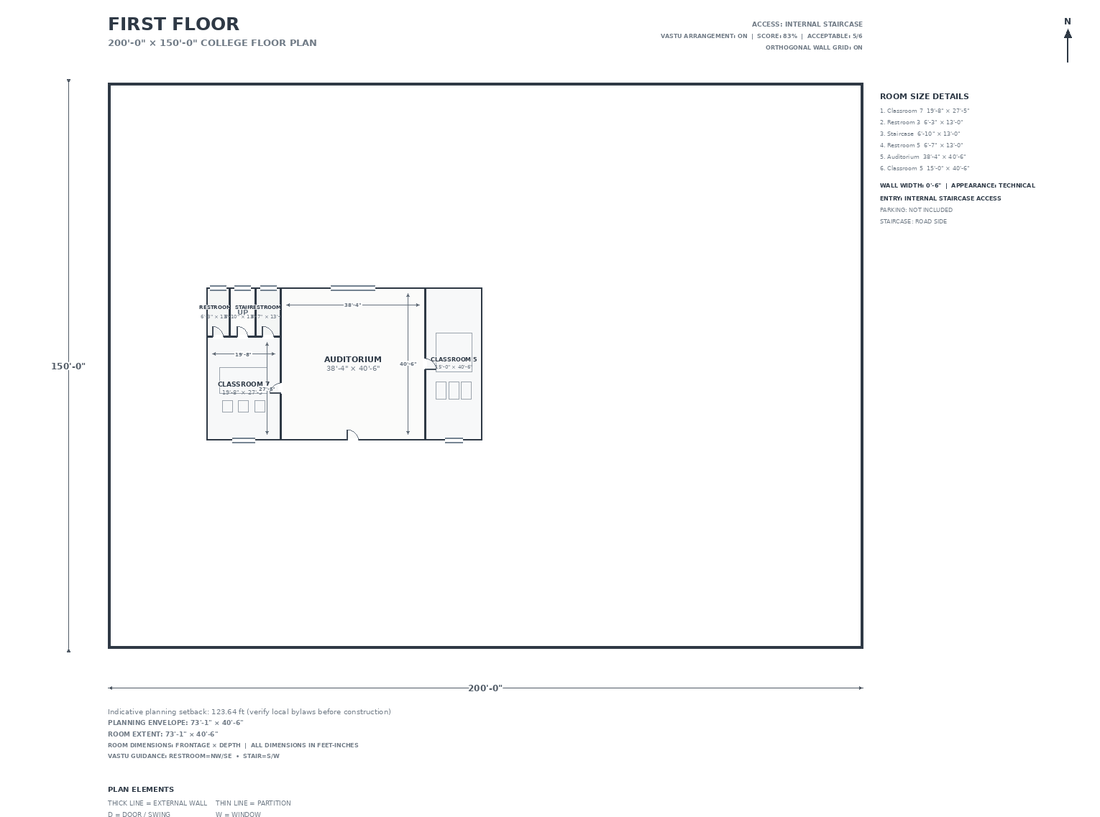 FIRST FLOOR
200'-0" × 150'-0" COLLEGE FLOOR PLAN
ACCESS: INTERNAL STAIRCASE
VASTU ARRANGEMENT: ON | SCORE: 83% | ACCEPTABLE: 5/6
ORTHOGONAL WALL GRID: ON
N
ROOM SIZE DETAILS
1. Classroom 7 19'-8" × 27'-5"
2. Restroom 3 6'-3" × 13'-0"
3. Staircase 6'-10" × 13'-0"
4. Restroom 5 6'-7" × 13'-0"
5. Auditorium 38'-4" × 40'-6"
6. Classroom 5 15'-0" × 40'-6"
WALL WIDTH: 0'-6" | APPEARANCE: TECHNICAL
ENTRY: INTERNAL STAIRCASE ACCESS
PARKING: NOT INCLUDED
STAIRCASE: ROAD SIDE
RESTROOM
UP
38'-4"
19'-8"
AUDITORIUM
38'-4" × 40'-6"
40'-6"
CLASSROOM 5
15'-0" × 40'-6"
CLASSROOM 7
150'-0"
200'-0"
Indicative planning setback: 123.64 ft (verify local bylaws before construction)
PLANNING ENVELOPE: 73'-1" × 40'-6"
ROOM EXTENT: 73'-1" × 40'-6"
ROOM DIMENSIONS: FRONTAGE × DEPTH | ALL DIMENSIONS IN FEET-INCHES
VASTU GUIDANCE: RESTROOM=NW/SE • STAIR=S/W
PLAN ELEMENTS
THICK LINE = EXTERNAL WALL THIN LINE = PARTITION
D = DOOR / SWING W = WINDOW